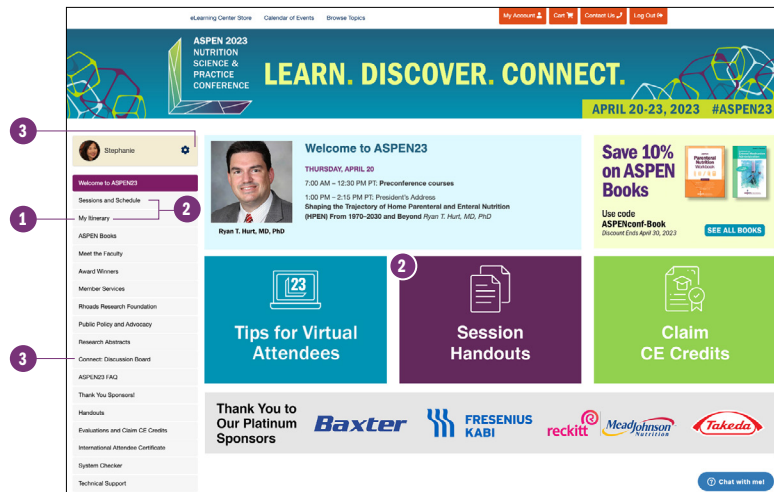 eLearning Center Store Calendar of Events Browse Topics
My Account Cart Contact Us Log Out
ASPEN 2023
NUTRITION
SCIENCE &
PRACTICE
CONFERENCE
LEARN. DISCOVER. CONNECT.
APRIL 20-23, 2023 #ASPEN23
3
Stephanie
Welcome to ASPEN23
Sessions and Schedule
2
1
My Itinerary
ASPEN Books
Meet the Faculty
Award Winners
Member Services
Rhoads Research Foundation
Public Policy and Advocacy
Research Abstracts
3
Connect: Discussion Board
ASPEN23 FAQ
Thank You Sponsors!
Handouts
Evaluations and Claim CE Credits
International Attendee Certificate
System Checker
Technical Support
Ryan T. Hurt, MD, PhD
Welcome to ASPEN23
THURSDAY, APRIL 20
7:00 AM – 12:30 PM PT: Preconference courses
1:00 PM – 2:15 PM PT: President's Address
Shaping the Trajectory of Home Parenteral and Enteral Nutrition
(HPEN) From 1970–2030 and Beyond Ryan T. Hurt, MD, PhD
Save 10%
on ASPEN
Books
Use code
ASPENconf-Book
Discount Ends April 30, 2023
Parenteral
Nutrition
Workbook
SEE ALL BOOKS
23
Tips for Virtual
Attendees
2
Session
Handouts
Claim
CE Credits
Thank You to
Our Platinum
Sponsors
Baxter
FRESENIUS
KABI
reckitt
MeadJohnson
Nutrition
Takeda
Chat with me!